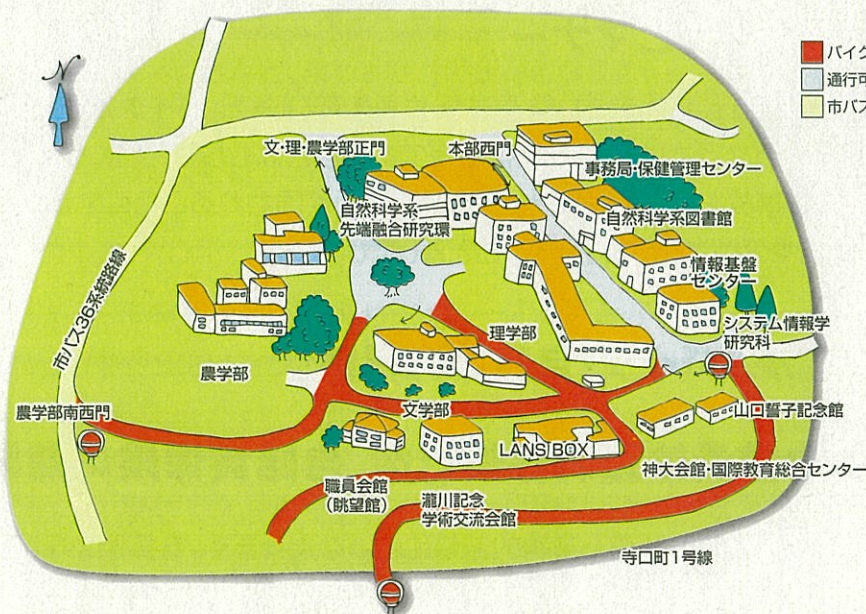 N
バイク
通行可
市バス
文・理・農学部正門
本部西門
事務局・保健管理センター
自然科学系
先端融合研究環
自然科学系図書館
情報基盤
センター
市バス36系統路線
理学部
システム情報学
研究科
農学部
農学部南西門
文学部
山口誓子記念館
LANS BOX
神大会館・国際教育総合センター
職員会館
(眺望館)
瀧川記念
学術交流会館
寺口町1号線